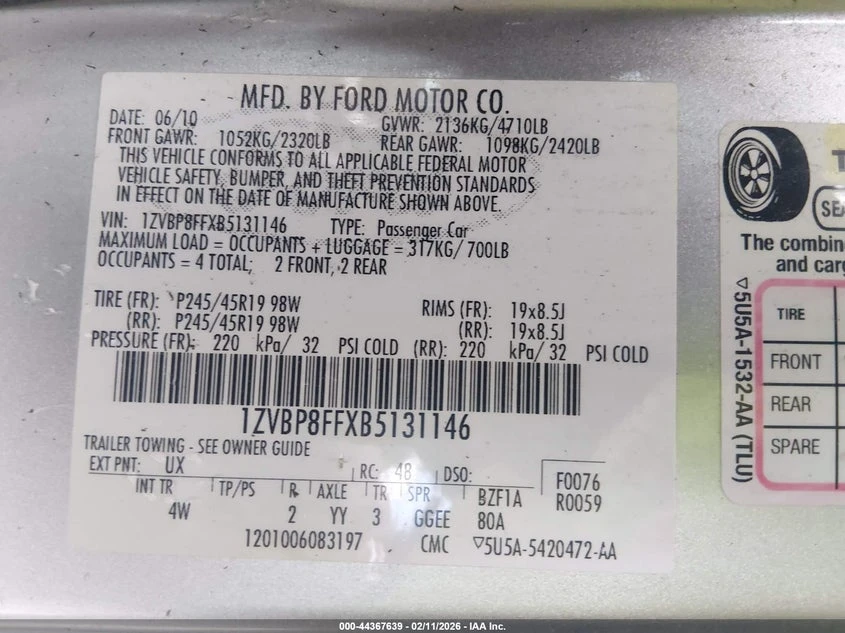 MFD. BY FORD MOTOR CO.
DATE: 06/10 GVWR: 2136KG/4710LB
FRONT GAWR: 1052KG/2320LB REAR GAWR: 1098KG/2420LB
THIS VEHICLE CONFORMS TO ALL APPLICABLE FEDERAL MOTOR
VEHICLE SAFETY, BUMPER, AND THEFT PREVENTION STANDARDS
IN EFFECT ON THE DATE OF MANUFACTURE SHOWN ABOVE.
VIN: 1ZVBP8FFXB5131146 TYPE: Passenger Car
MAXIMUM LOAD = OCCUPANTS + LUGGAGE = 317KG/ 700LB
OCCUPANTS = 4 TOTAL; 2 FRONT, 2 REAR
TIRE (FR): P245/45R19 98W RIMS (FR): 19x8.5J
(RR): P245/45R19 98W (RR): 19x8.5J
PRESSURE (FR): 220 kPa/ 32 PSI COLD (RR): 220 kPa/ 32 PSI COLD
1ZVBP8FFXB5131146
TRAILER TOWING - SEE OWNER GUIDE
EXT PNT: UX RC: 48 DSO: F0076
R0059
INT TR TP/PS R AXLE TR SPR BZF1A
4W 2 YY 3 GGEE 80A
1201006083197 CMC ▽5U5A-5420472-AA
The combin
and carg
TIRE
FRONT
REAR
SPARE
▽5U5A-1532-AA (TLU)
000-44367639 - 02/11/2026 - IAA Inc.